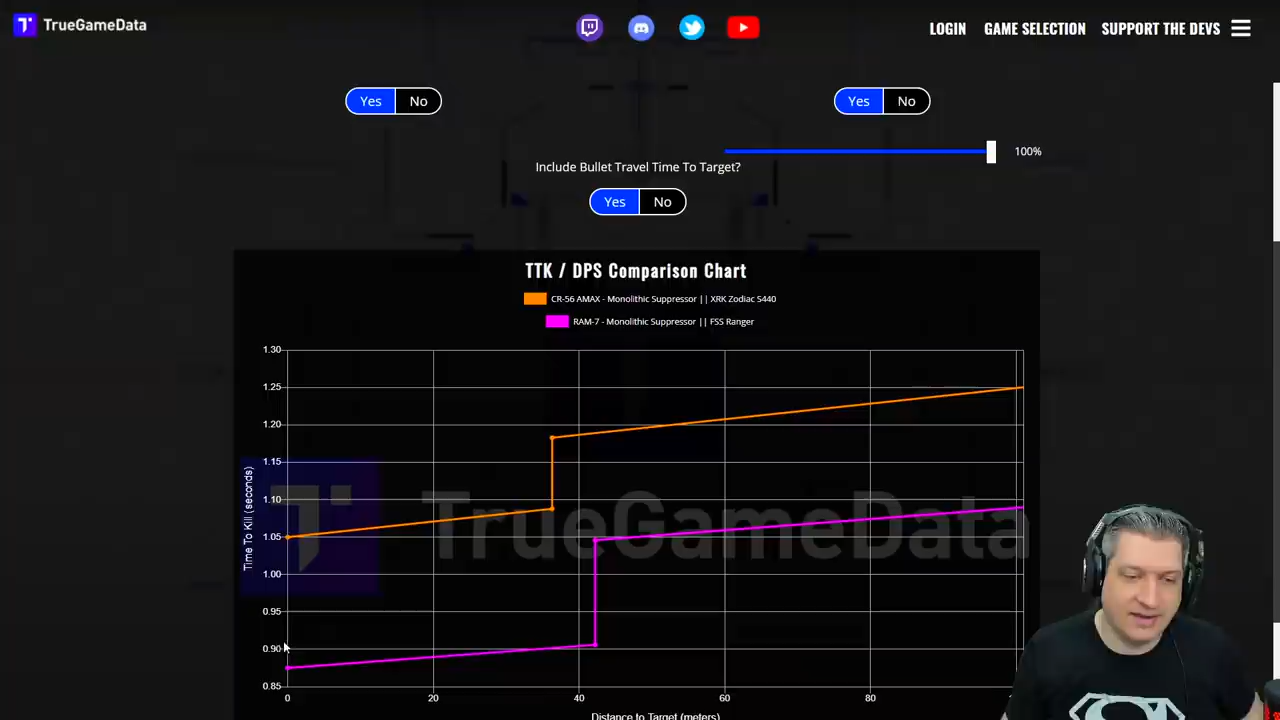 TrueGameData
LOGIN GAME SELECTION SUPPORT THE DEVS
Yes No
Yes No
100%
Include Bullet Travel Time To Target?
Yes No
TTK / DPS Comparison Chart
CR-56 AMAX - Monolithic Suppressor || XRK Zodiac S440
RAM-7 - Monolithic Suppressor || FSS Ranger
1.30
1.25
1.20
1.15
1.10
1.05
1.00
0.95
0.90
0.85
Time To Kill (seconds)
TrueGameData
0 20 40 60 80
Distance to Target (meters)